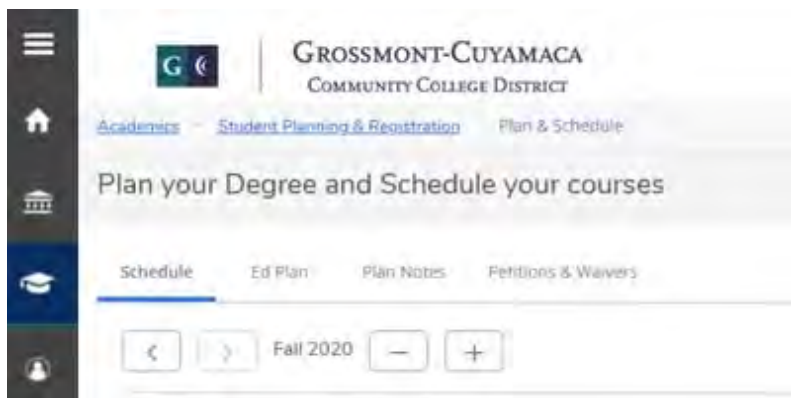 G C
GROSSMONT-CUYAMACA
COMMUNITY COLLEGE DISTRICT
Academics Student Planning & Registration Plan & Schedule
Plan your Degree and Schedule your courses
Schedule Ed Plan Plan Notes Petitions & Waivers
< > Fall 2020 − +